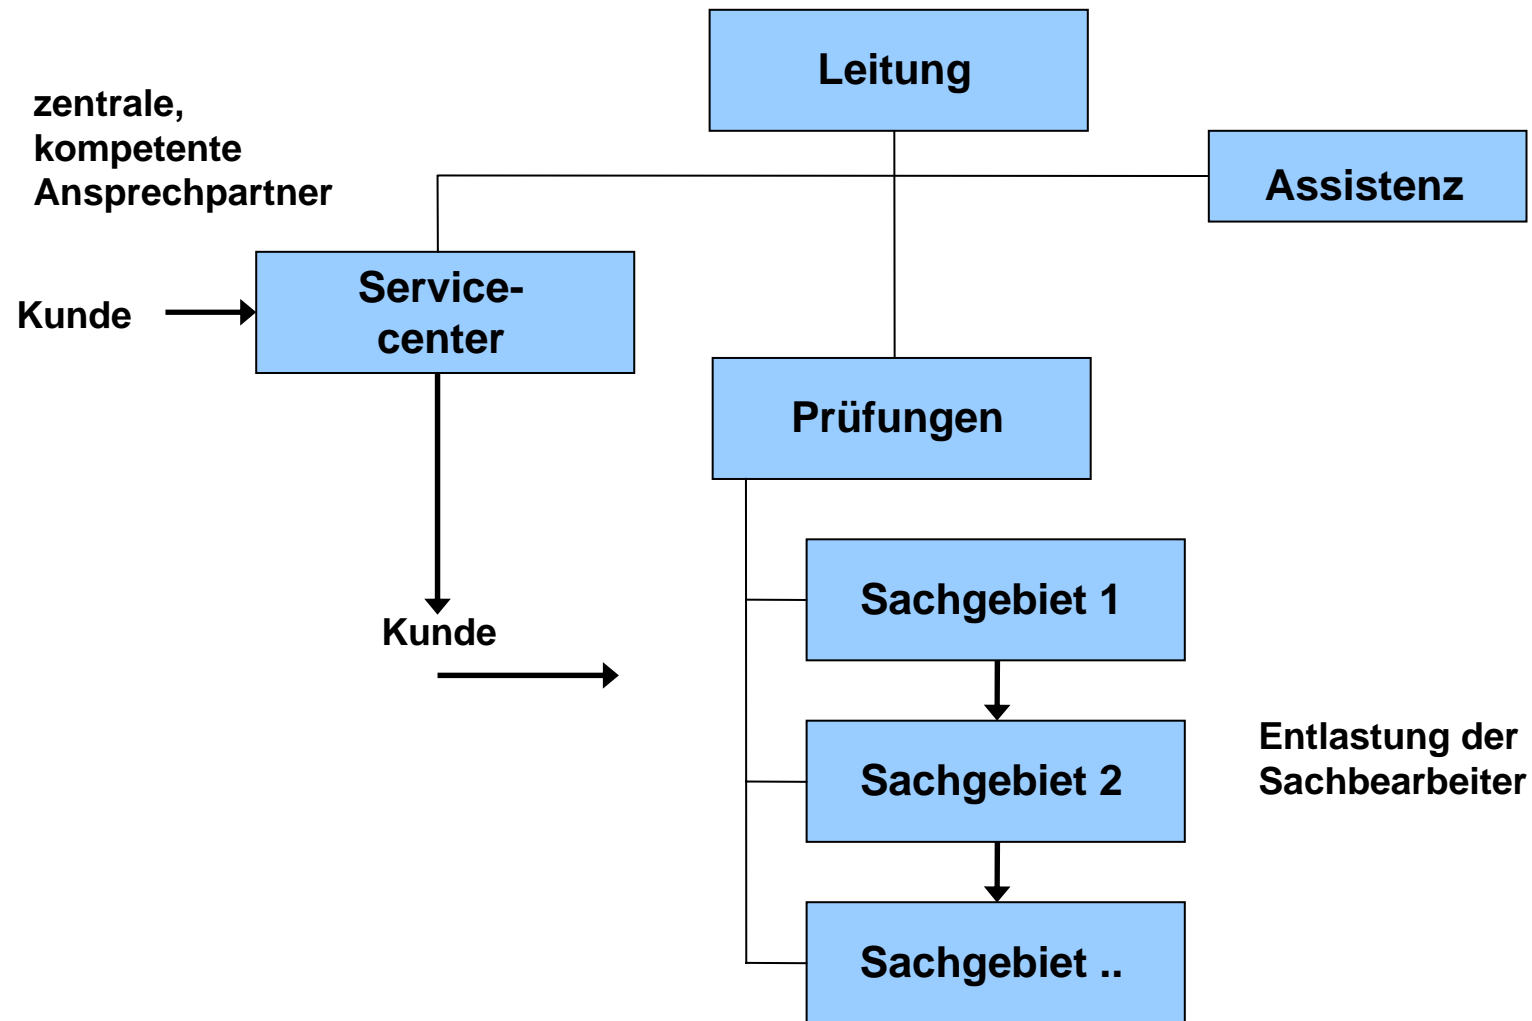 Leitung
zentrale,
kompetente
Ansprechpartner
Assistenz
Service-
center
Kunde
Prüfungen
Sachgebiet 1
Kunde
Sachgebiet 2
Entlastung der
Sachbearbeiter
Sachgebiet ..